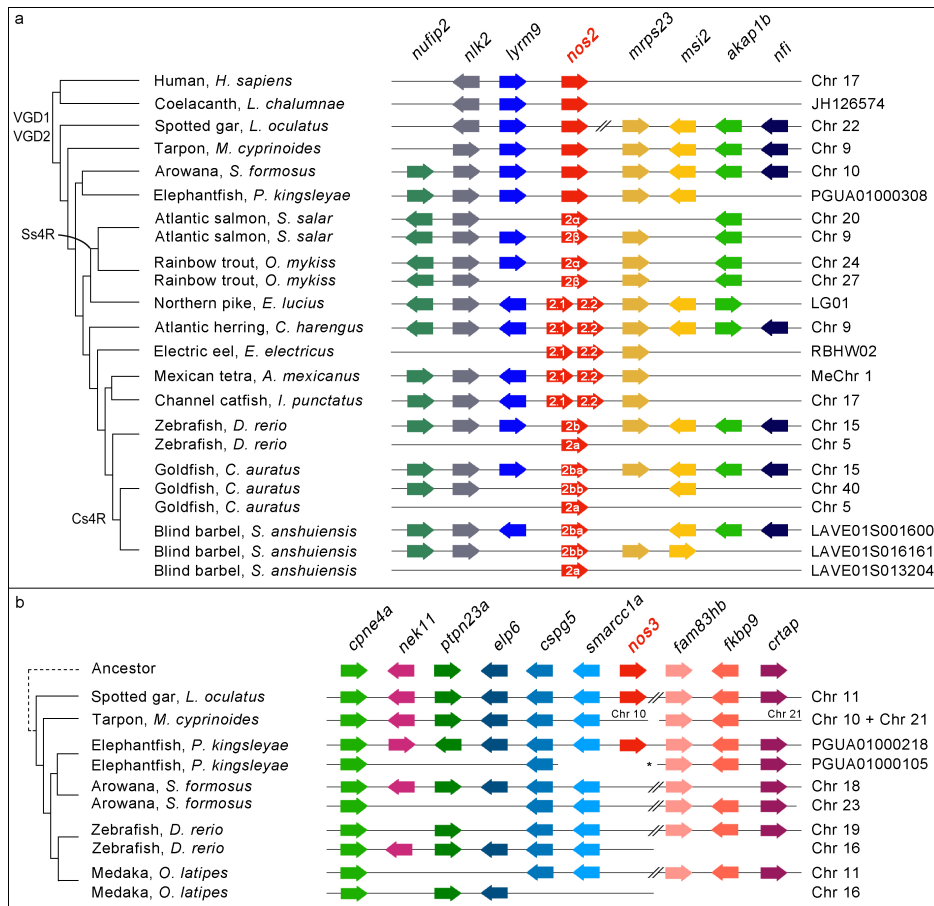 a
nufip2 nlk2 lyrm9 nos2 mrps23 msi2 akap1b nfi
VGD1
VGD2
Ss4R
Cs4R
Human, H. sapiens Chr 17
Coelacanth, L. chalumnae JH126574
Spotted gar, L. oculatus Chr 22
Tarpon, M. cyprinoides Chr 9
Arowana, S. formosus Chr 10
Elephantfish, P. kingsleyae PGUA01000308
Atlantic salmon, S. salar 2α Chr 20
Atlantic salmon, S. salar 2β Chr 9
Rainbow trout, O. mykiss 2α Chr 24
Rainbow trout, O. mykiss 2β Chr 27
Northern pike, E. lucius 2.1 2.2 LG01
Atlantic herring, C. harengus 2.1 2.2 Chr 9
Electric eel, E. electricus 2.1 2.2 RBHW02
Mexican tetra, A. mexicanus 2.1 2.2 MeChr 1
Channel catfish, I. punctatus 2.1 2.2 Chr 17
Zebrafish, D. rerio 2b Chr 15
Zebrafish, D. rerio 2a Chr 5
Goldfish, C. auratus 2ba Chr 15
Goldfish, C. auratus 2bb Chr 40
Goldfish, C. auratus 2a Chr 5
Blind barbel, S. anshuiensis 2ba LAVE01S001600
Blind barbel, S. anshuiensis 2bb LAVE01S016161
Blind barbel, S. anshuiensis 2a LAVE01S013204
b
cpne4a nek11 ptpn23a elp6 cspg5 smarcc1a nos3 fam83hb fkbp9 crtap
Ancestor
Spotted gar, L. oculatus Chr 11
Chr 10 Chr 21
Tarpon, M. cyprinoides Chr 10 + Chr 21
Elephantfish, P. kingsleyae PGUA01000218
Elephantfish, P. kingsleyae * PGUA01000105
Arowana, S. formosus Chr 18
Arowana, S. formosus Chr 23
Zebrafish, D. rerio Chr 19
Zebrafish, D. rerio Chr 16
Medaka, O. latipes Chr 11
Medaka, O. latipes Chr 16